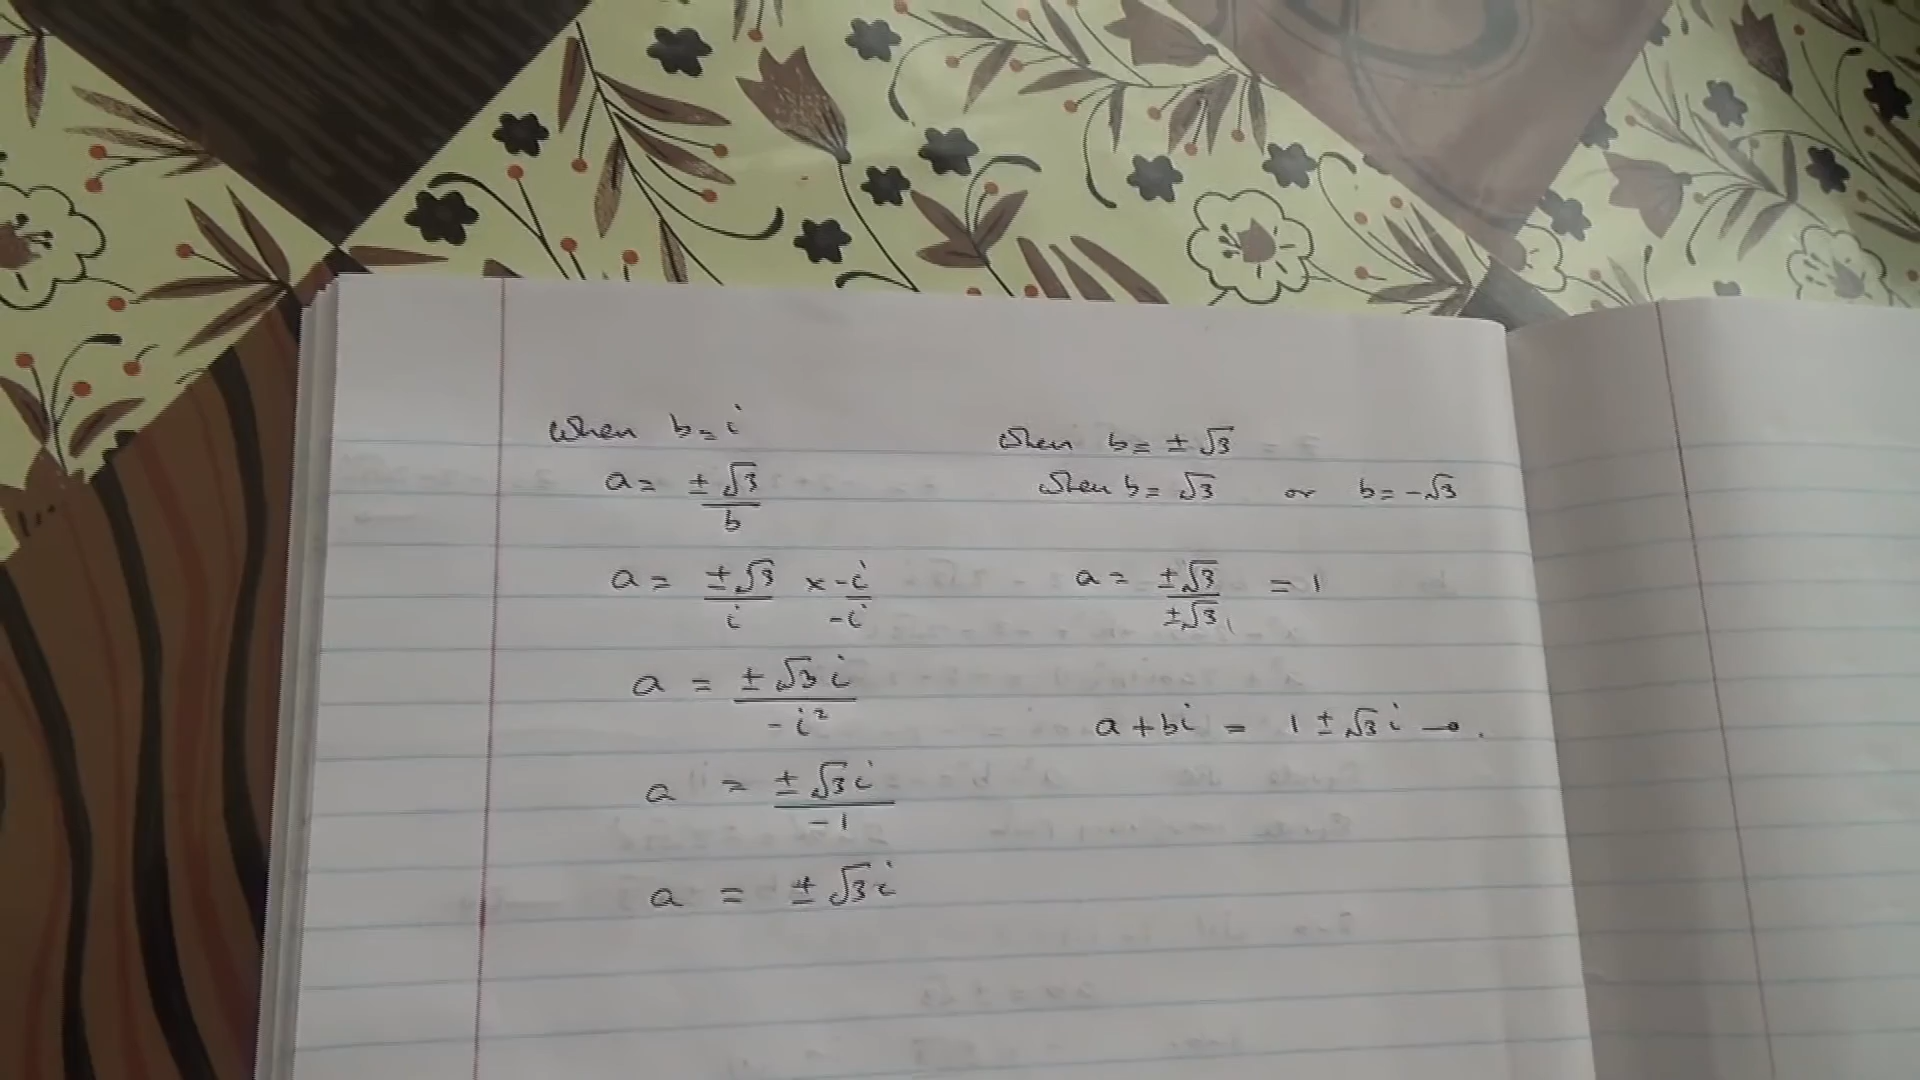 When b = i
a = ± √3 / b
a = ± √3 / i × -i / -i
a = ± √3 i / -i²
a = ± √3 i / -1
a = ± √3 i
When b = ± √3
When b = √3 or b = -√3
a = ± √3 / ± √3 = 1
a + bi = 1 ± √3 i